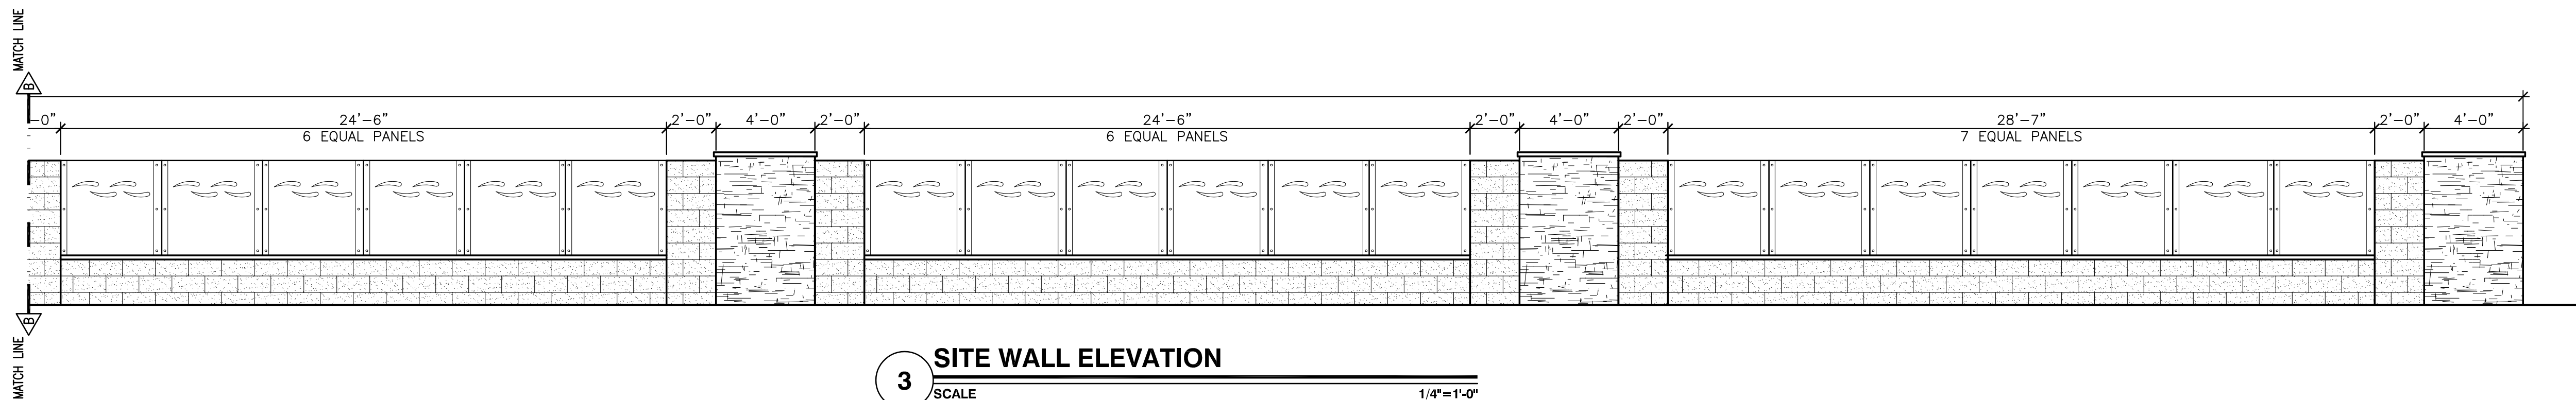 MATCH LINE
B
-0"
24'-6"
6 EQUAL PANELS
2'-0"
4'-0"
2'-0"
24'-6"
6 EQUAL PANELS
2'-0"
4'-0"
2'-0"
28'-7"
7 EQUAL PANELS
2'-0"
4'-0"
B
MATCH LINE
3
SITE WALL ELEVATION
SCALE 1/4"=1'-0"